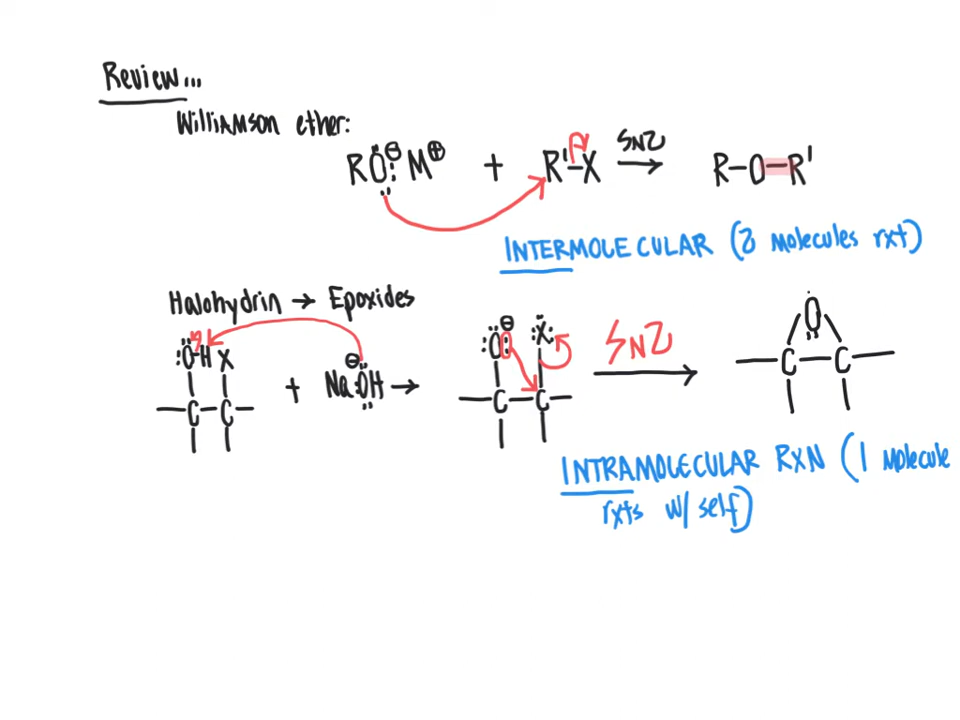 Review...
Williamson ether:
RO:⊖ M⊕ + R'-X SN2 → R-O-R'
INTERMOLECULAR (2 molecules rxt)
Halohydrin → Epoxides
:O-H X + Na⊖OH → :O:⊖ :X: SN2 → O
C-C C-C C-C
INTRAMOLECULAR RXN (1 molecule
rxts w/ self)